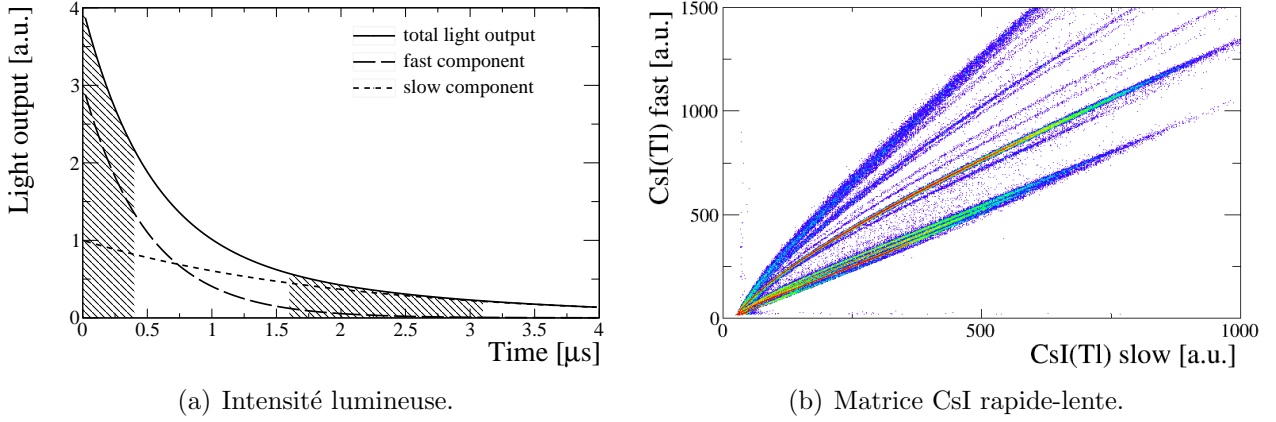 Light output [a.u.]
4
3
2
1
0
total light output
fast component
slow component
0 0.5 1 1.5 2 2.5 3 3.5 4
Time [μs]
(a) Intensité lumineuse.
CsI(Tl) fast [a.u.]
1500
1000
500
0
0 500 1000
CsI(Tl) slow [a.u.]
(b) Matrice CsI rapide-lente.